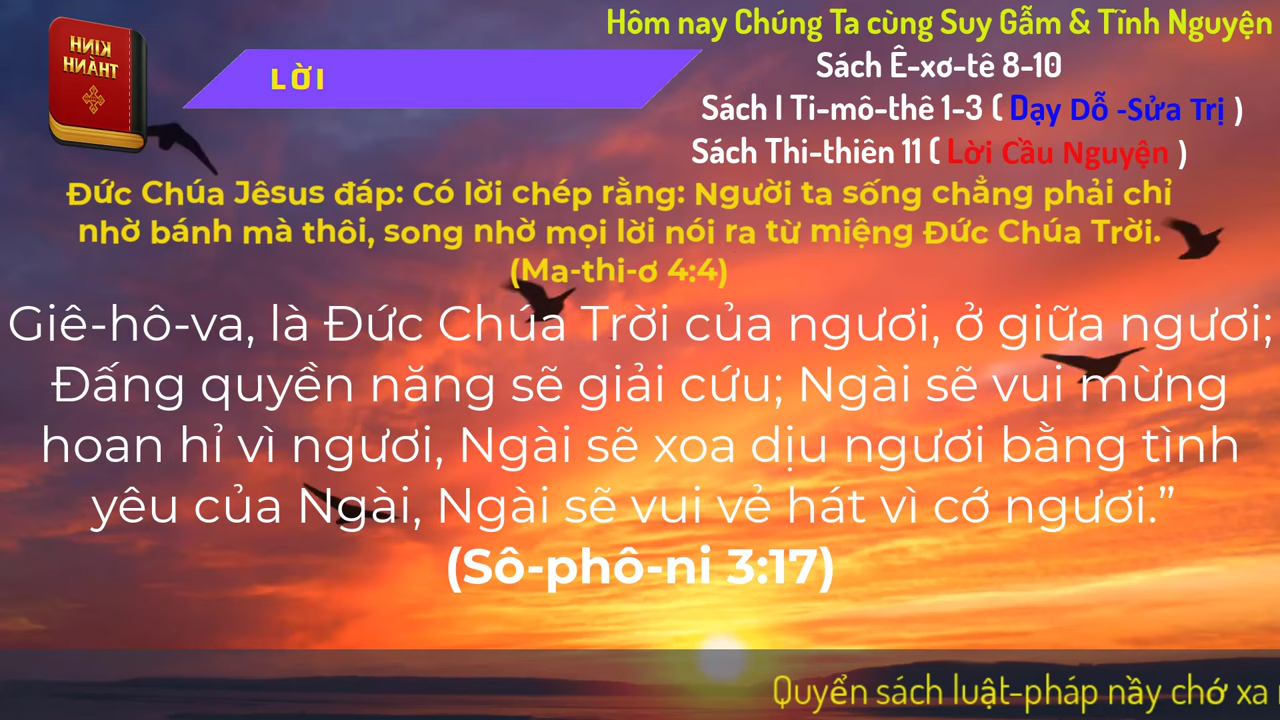 KINH
THÁNH
LỜI
Hôm nay Chúng Ta cùng Suy Gẫm & Tĩnh Nguyện
Sách Ê-xơ-tê 8-10
Sách I Ti-mô-thê 1-3 ( Dạy Dỗ -Sửa Trị )
Sách Thi-thiên 11 ( Lời Cầu Nguyện )
Đức Chúa Jêsus đáp: Có lời chép rằng: Người ta sống chẳng phải chỉ
nhờ bánh mà thôi, song nhờ mọi lời nói ra từ miệng Đức Chúa Trời.
(Ma-thi-ơ 4:4)
Giê-hô-va, là Đức Chúa Trời của ngươi, ở giữa ngươi;
Đấng quyền năng sẽ giải cứu; Ngài sẽ vui mừng
hoan hỉ vì ngươi, Ngài sẽ xoa dịu ngươi bằng tình
yêu của Ngài, Ngài sẽ vui vẻ hát vì cớ ngươi.”
(Sô-phô-ni 3:17)
Quyển sách luật-pháp nầy chớ xa